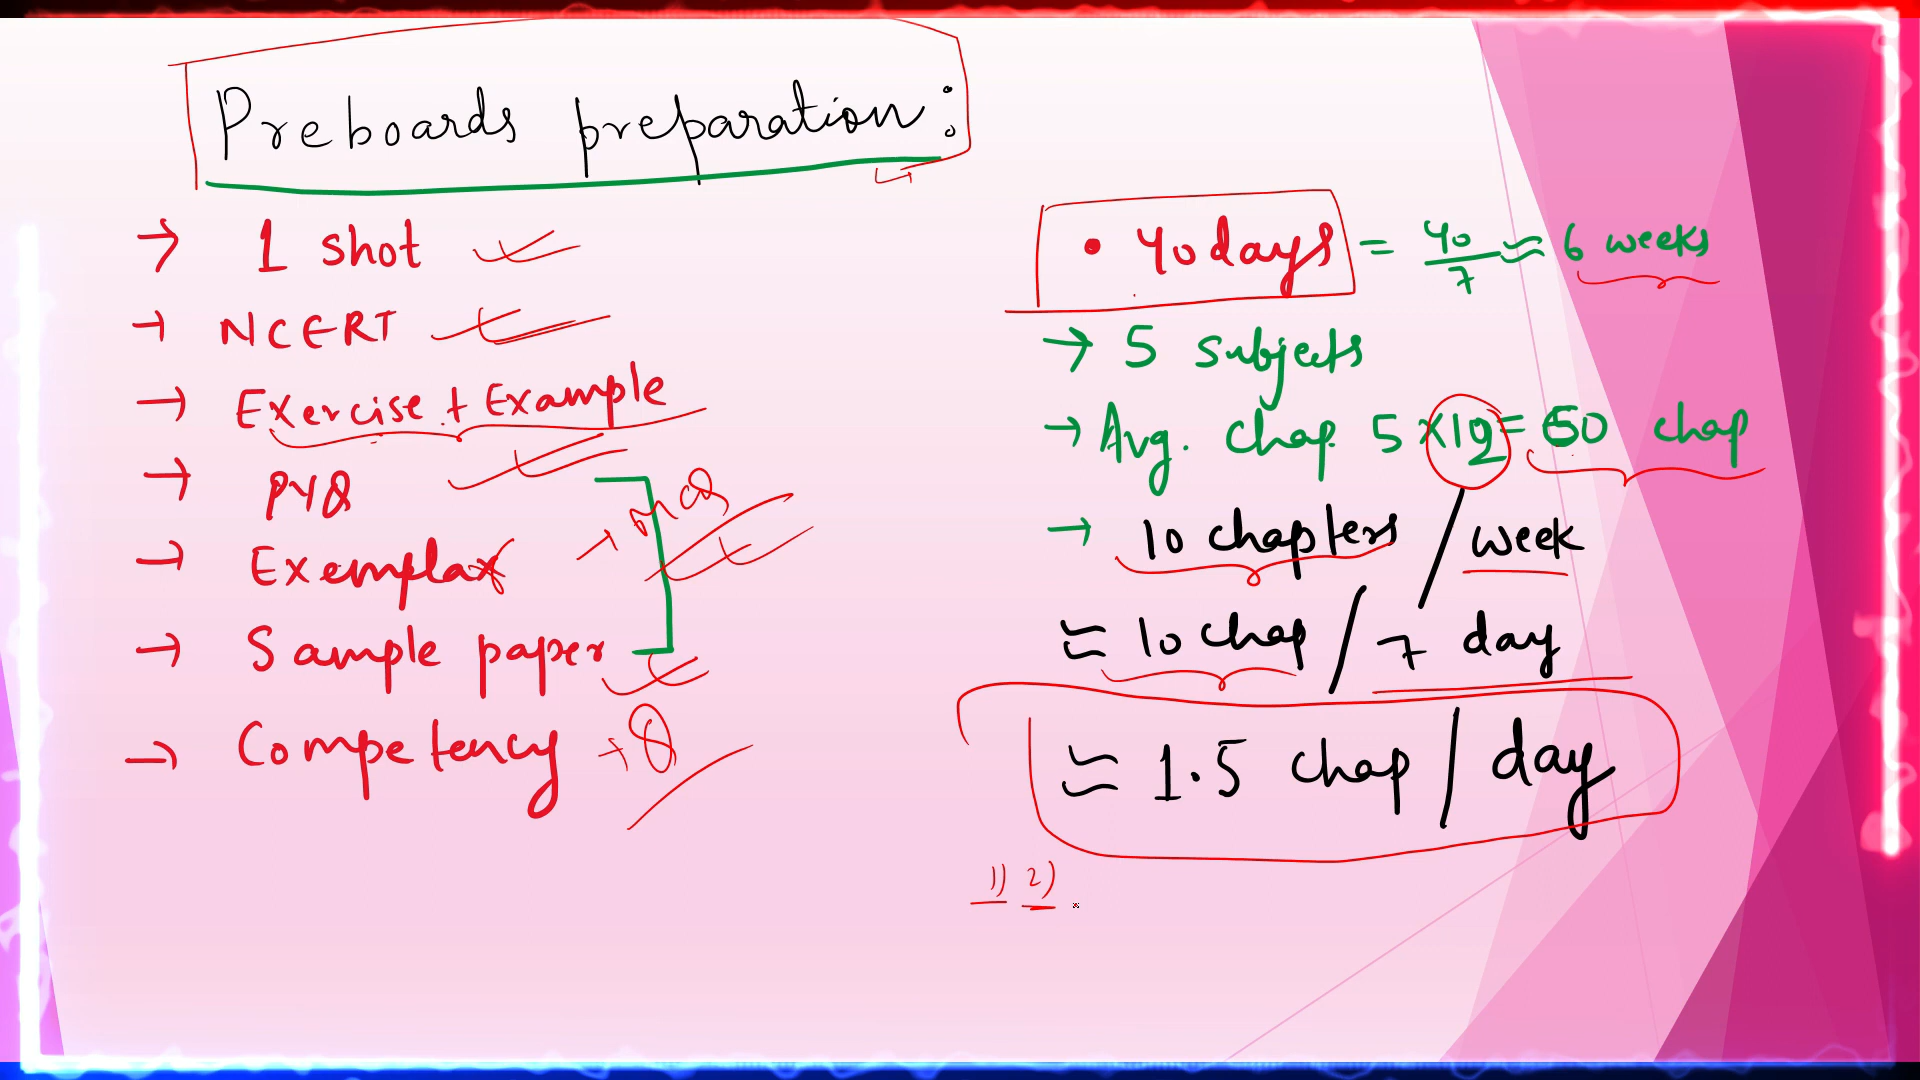 Preboards preparation:
→ 1 shot
→ NCERT
→ Exercise + Example
→ PYQ
→ MCQ
→ Exemplar
→ Sample paper
→ Competency + Q
• 40 days = 40/7 ≈ 6 weeks
→ 5 subjects
→ Avg. Chap 5 × 12 = 60 chap
→ 10 chapters / week
≈ 10 chap / 7 day
≈ 1.5 chap / day
1) 2)